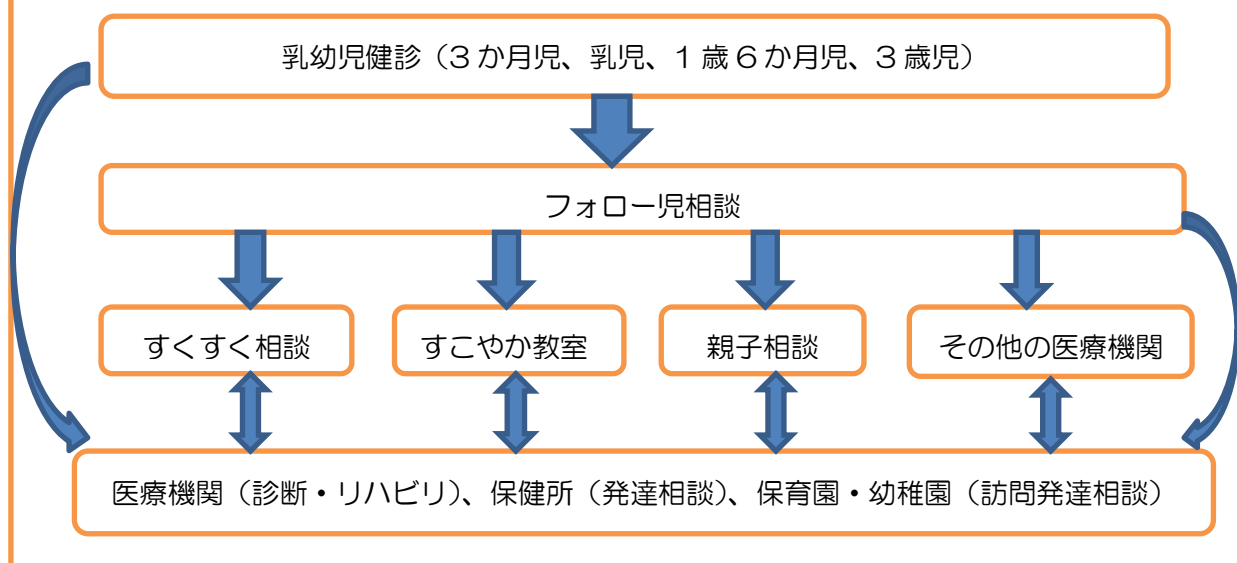 乳幼児健診（３か月児、乳児、１歳６か月児、３歳児）
フォロー児相談
すくすく相談
すこやか教室
親子相談
その他の医療機関
医療機関（診断・リハビリ）、保健所（発達相談）、保育園・幼稚園（訪問発達相談）